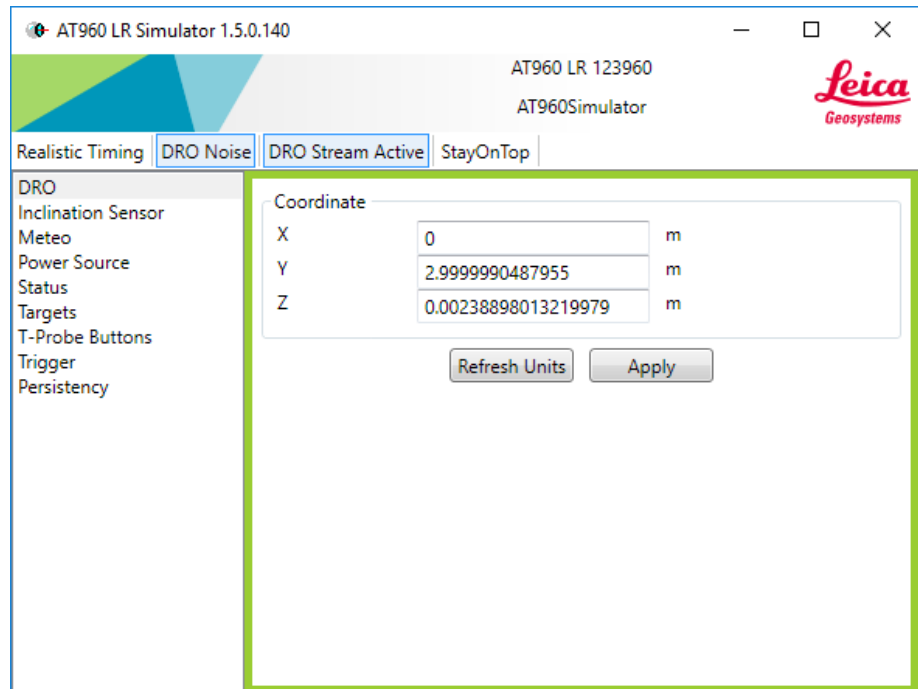 AT960 LR Simulator 1.5.0.140
AT960 LR 123960
AT960Simulator
Leica
Geosystems
Realistic Timing DRO Noise DRO Stream Active StayOnTop
DRO
Inclination Sensor
Meteo
Power Source
Status
Targets
T-Probe Buttons
Trigger
Persistency
Coordinate
X 0 m
Y 2.9999990487955 m
Z 0.00238898013219979 m
Refresh Units Apply